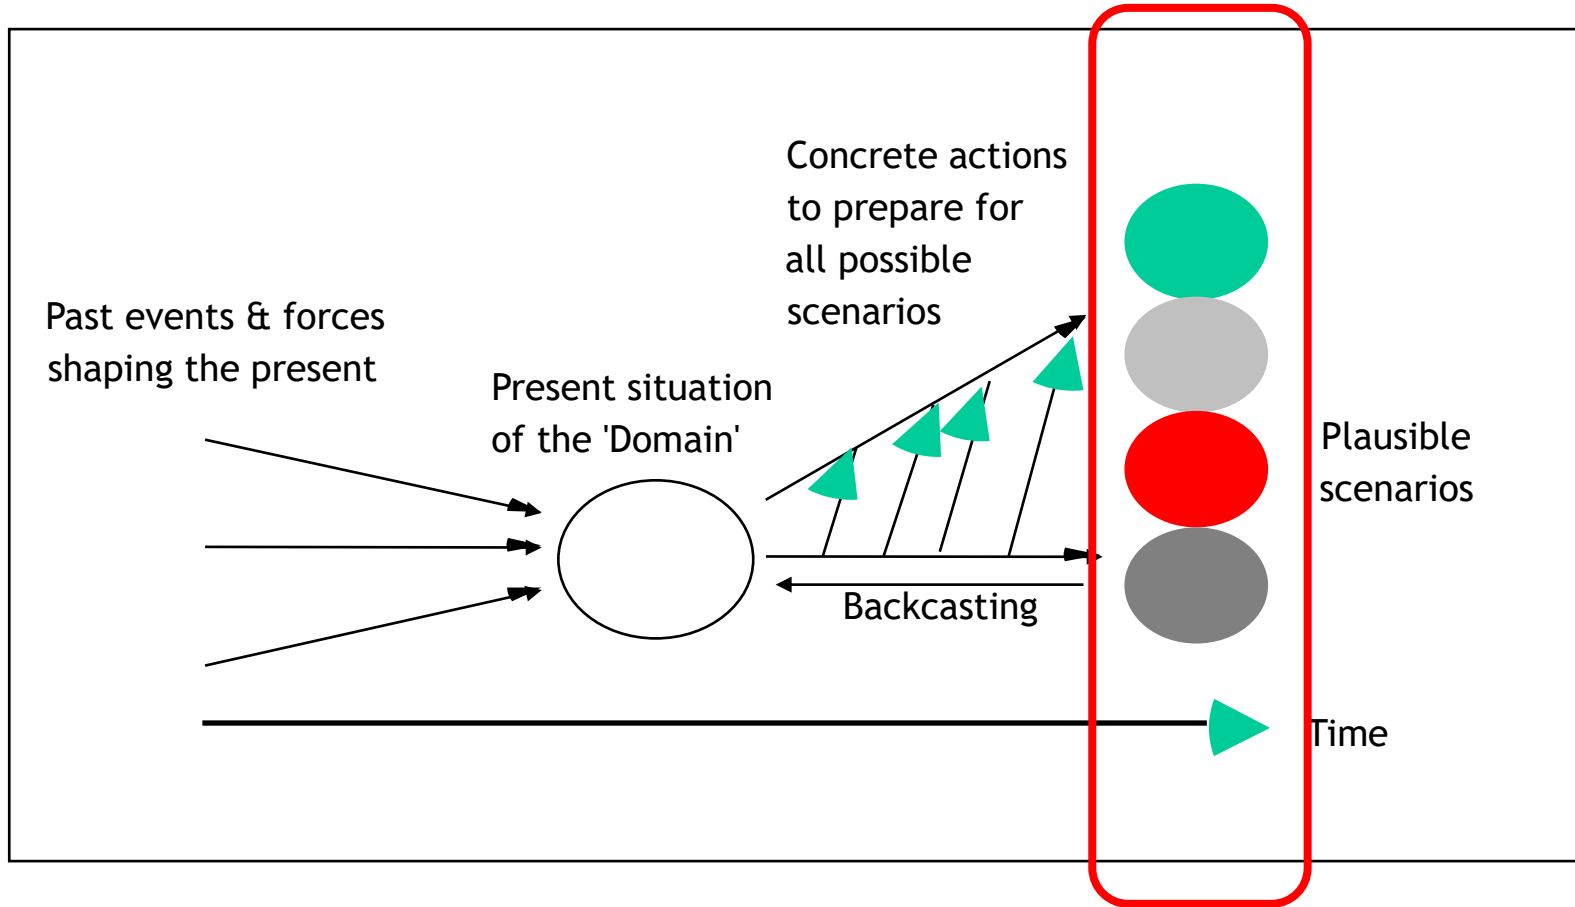 Past events & forces
shaping the present
Present situation
of the 'Domain'
Concrete actions
to prepare for
all possible
scenarios
Backcasting
Plausible
scenarios
Time